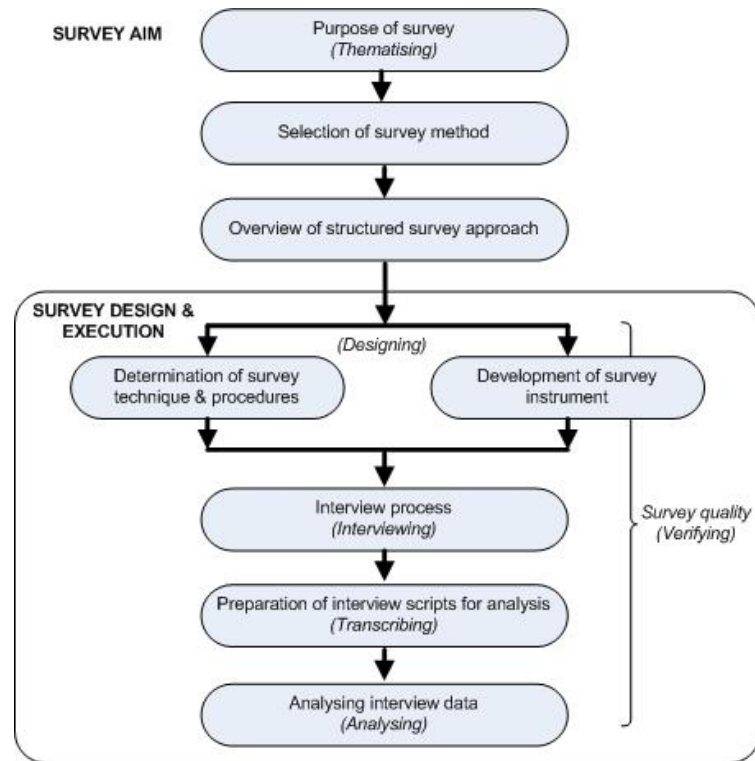 SURVEY AIM
Purpose of survey
(Thematising)
Selection of survey method
Overview of structured survey approach
SURVEY DESIGN &
EXECUTION
(Designing)
Determination of survey
technique & procedures
Development of survey
instrument
Interview process
(Interviewing)
Survey quality
(Verifying)
Preparation of interview scripts for analysis
(Transcribing)
Analysing interview data
(Analysing)